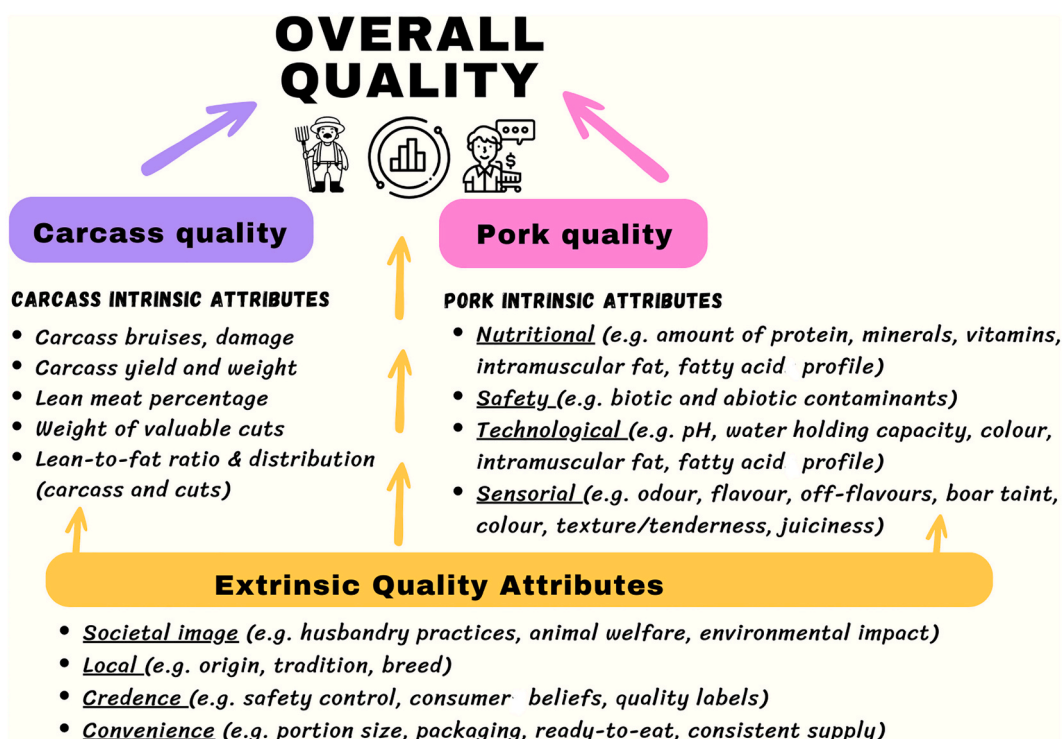 OVERALL
QUALITY
$
Carcass quality
CARCASS INTRINSIC ATTRIBUTES
• Carcass bruises, damage
• Carcass yield and weight
• Lean meat percentage
• Weight of valuable cuts
• Lean-to-fat ratio & distribution
(carcass and cuts)
Pork quality
PORK INTRINSIC ATTRIBUTES
• Nutritional (e.g. amount of protein, minerals, vitamins,
intramuscular fat, fatty acid profile)
• Safety (e.g. biotic and abiotic contaminants)
• Technological (e.g. pH, water holding capacity, colour,
intramuscular fat, fatty acid profile)
• Sensorial (e.g. odour, flavour, off-flavours, boar taint,
colour, texture/tenderness, juiciness)
Extrinsic Quality Attributes
• Societal image (e.g. husbandry practices, animal welfare, environmental impact)
• Local (e.g. origin, tradition, breed)
• Credence (e.g. safety control, consumer beliefs, quality labels)
• Convenience (e.g. portion size, packaging, ready-to-eat, consistent supply)